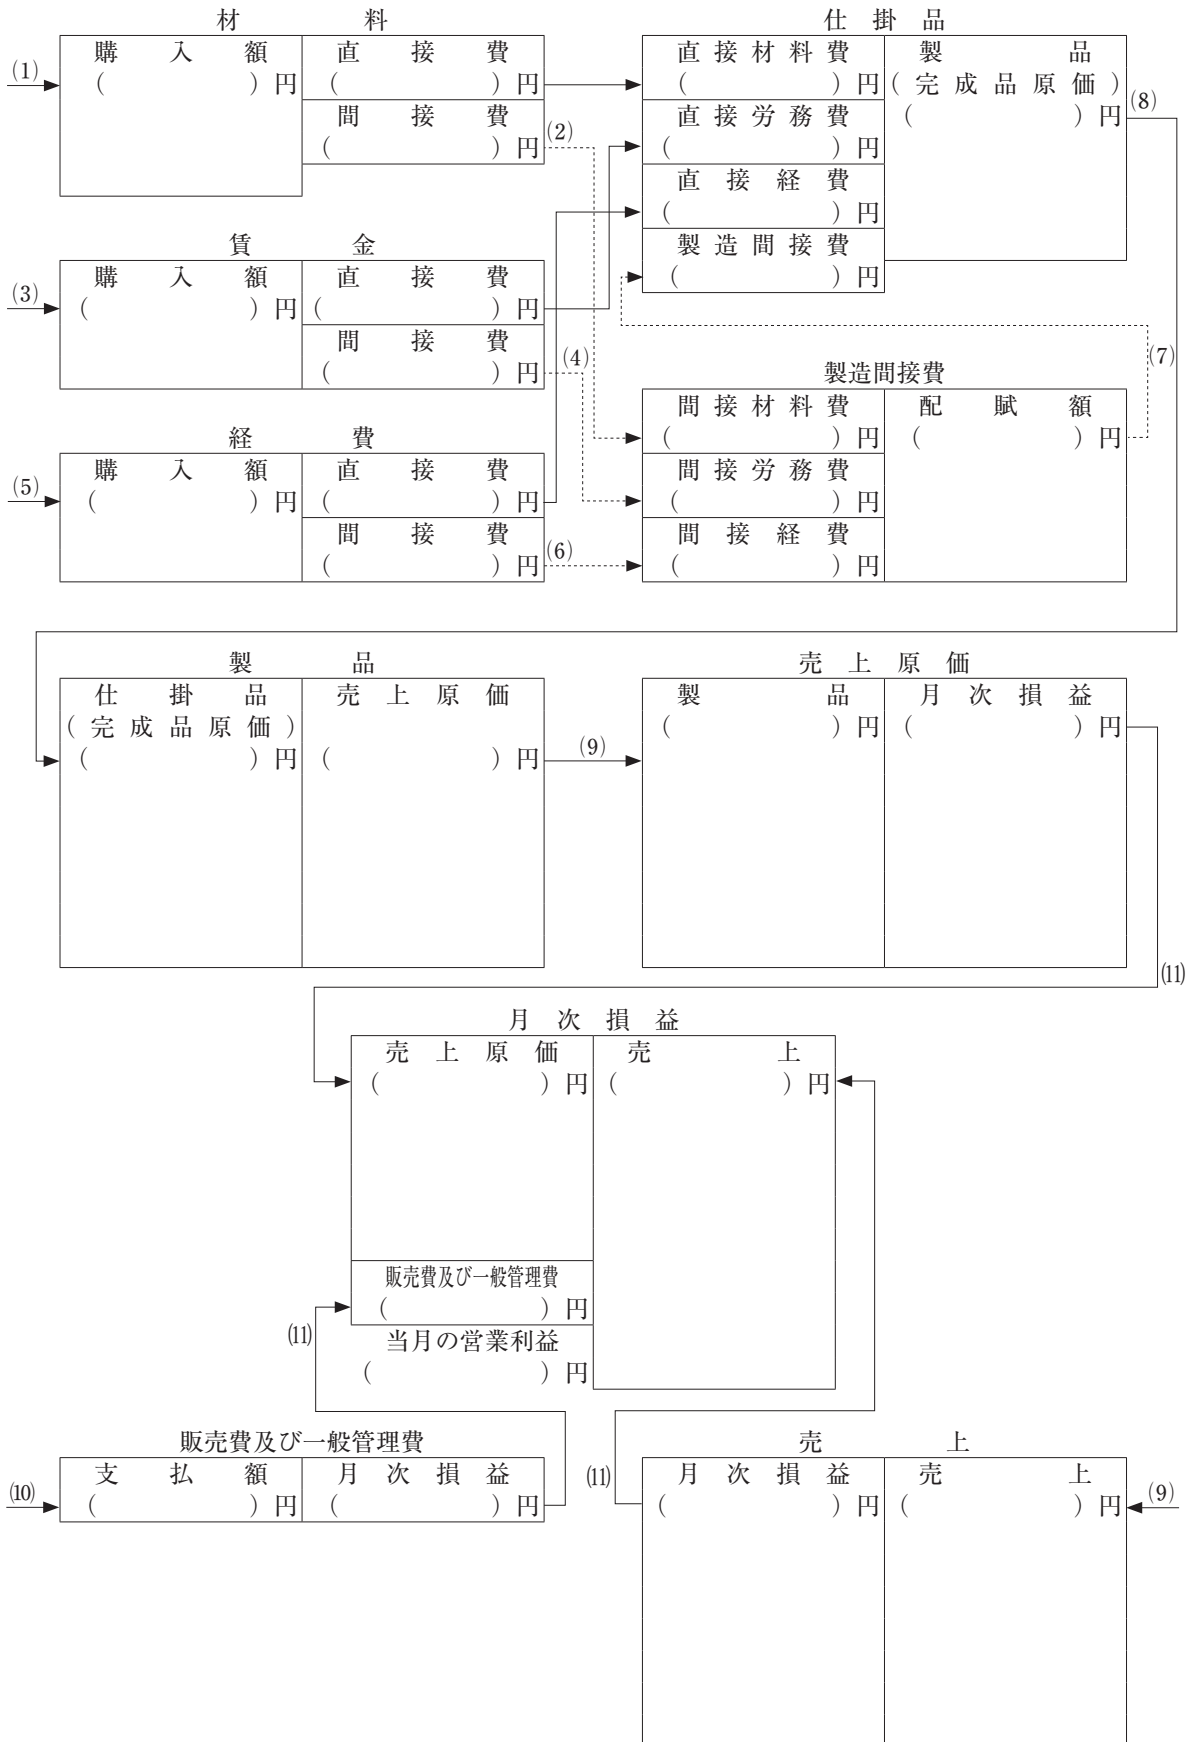 材料
購入額 直接費
(1) ( )円 ( )円
間接費
( )円 (2)
仕掛品
直接材料費 製品
( )円 (完成品原価)
直接労務費 ( )円 (8)
( )円
直接経費
( )円
製造間接費
( )円
賃金
購入額 直接費
(3) ( )円 ( )円
間接費
( )円 (4)
(7)
製造間接費
間接材料費 配賦額
( )円 ( )円
間接労務費
( )円
間接経費
( )円
経費
購入額 直接費
(5) ( )円 ( )円
間接費
( )円 (6)
製品
仕掛品 売上原価
(完成品原価)
( )円 ( )円 (9)
売上原価
製品 月次損益
( )円 ( )円
(11)
月次損益
売上原価 売上
( )円 ( )円
販売費及び一般管理費
( )円
(11)
当月の営業利益
( )円
販売費及び一般管理費
支払額 月次損益
(10) ( )円 ( )円
売上
(11) 月次損益 売上
( )円 ( )円 (9)